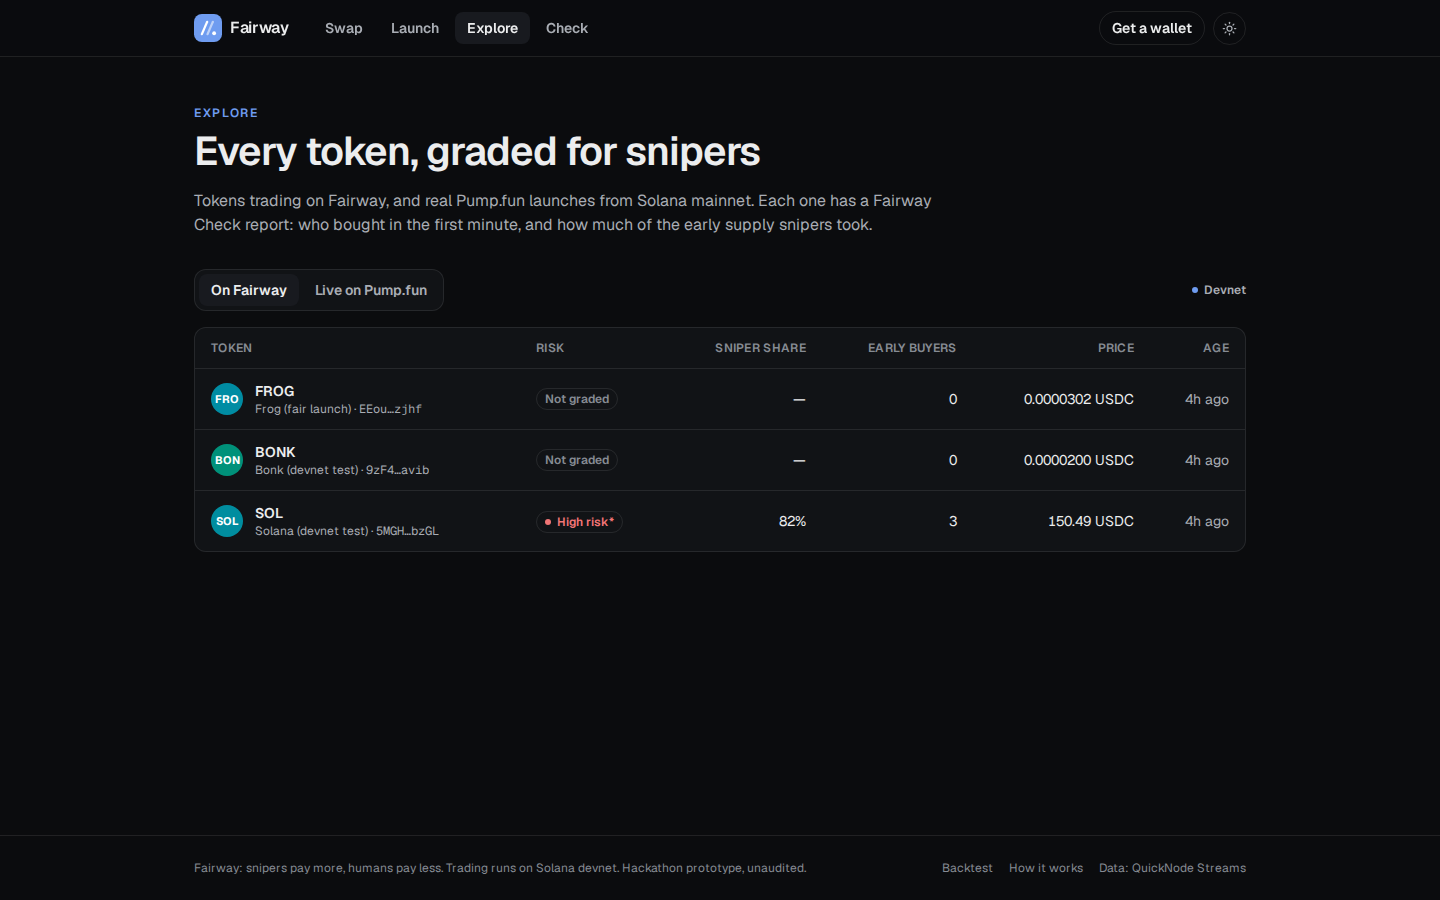 Fairway Swap Launch Explore Check Get a wallet
EXPLORE
Every token, graded for snipers
Tokens trading on Fairway, and real Pump.fun launches from Solana mainnet. Each one has a Fairway
Check report: who bought in the first minute, and how much of the early supply snipers took.
On Fairway Live on Pump.fun Devnet
TOKEN RISK SNIPER SHARE EARLY BUYERS PRICE AGE
FRO FROG Not graded — 0 0.0000302 USDC 4h ago
Frog (fair launch) · EEou…zjhf
BON BONK Not graded — 0 0.0000200 USDC 4h ago
Bonk (devnet test) · 9zF4…avib
SOL SOL High risk* 82% 3 150.49 USDC 4h ago
Solana (devnet test) · 5MGH…bzGL
Fairway: snipers pay more, humans pay less. Trading runs on Solana devnet. Hackathon prototype, unaudited. Backtest How it works Data: QuickNode Streams